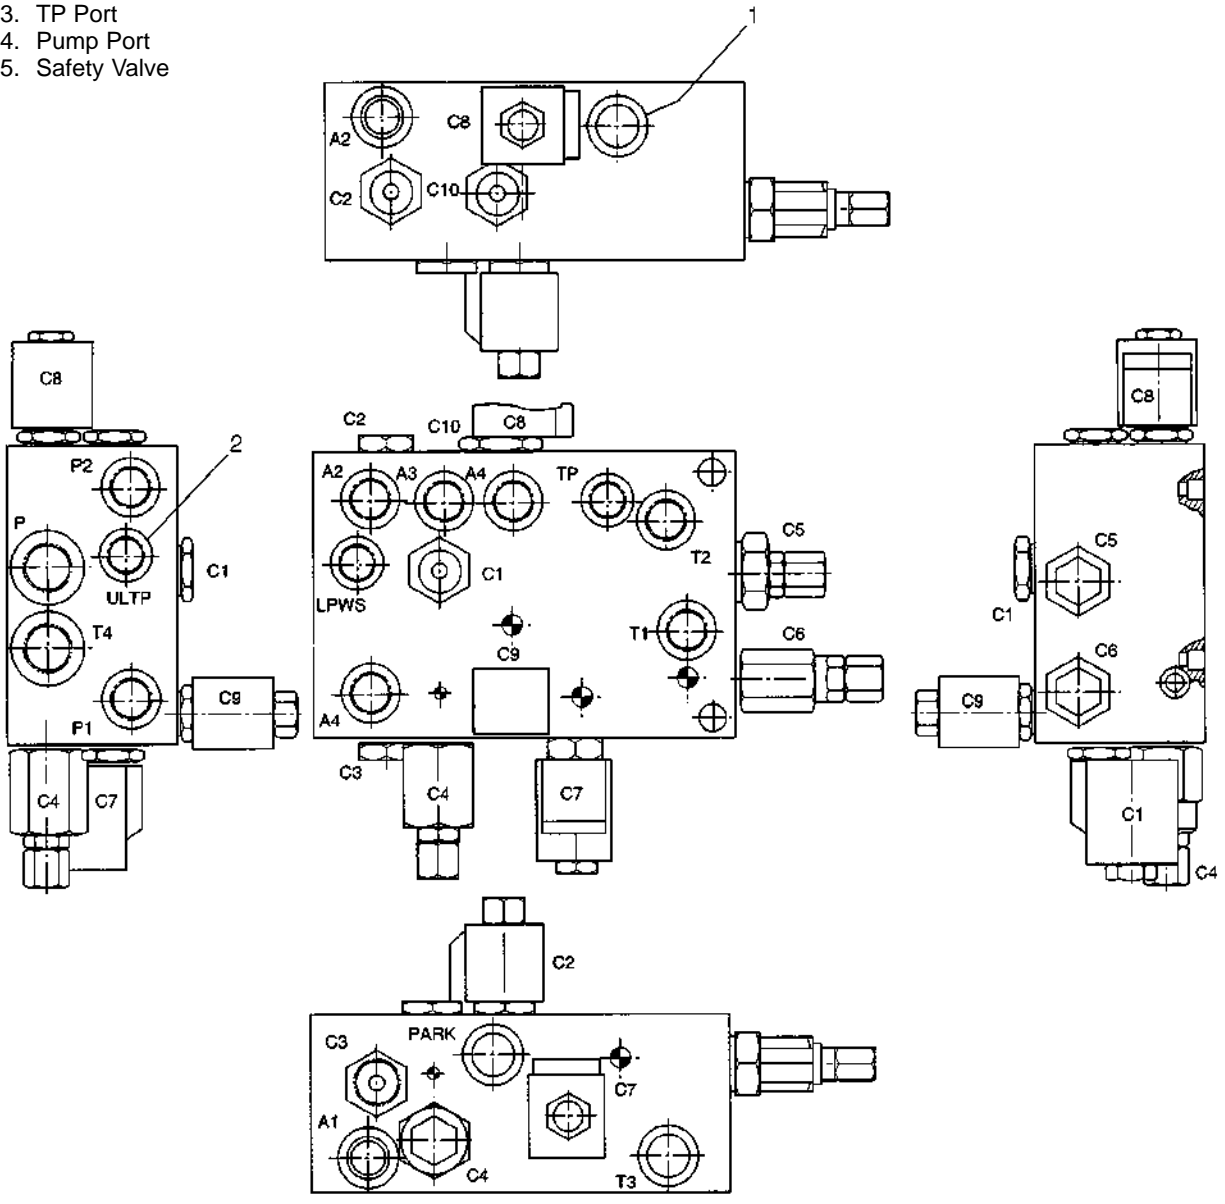 3. TP Port
4. Pump Port
5. Safety Valve
1
A2
C8
C2
C10
C8
P2
2
P
C1
ULTP
T4
C9
P1
C4
C7
C2
C10
C8
A2
A3
A4
TP
C5
T2
C1
LPWS
T1
C6
C9
A4
C3
C4
C7
C8
C5
C1
C6
C9
C1
C4
C2
PARK
C3
C7
A1
C4
T3